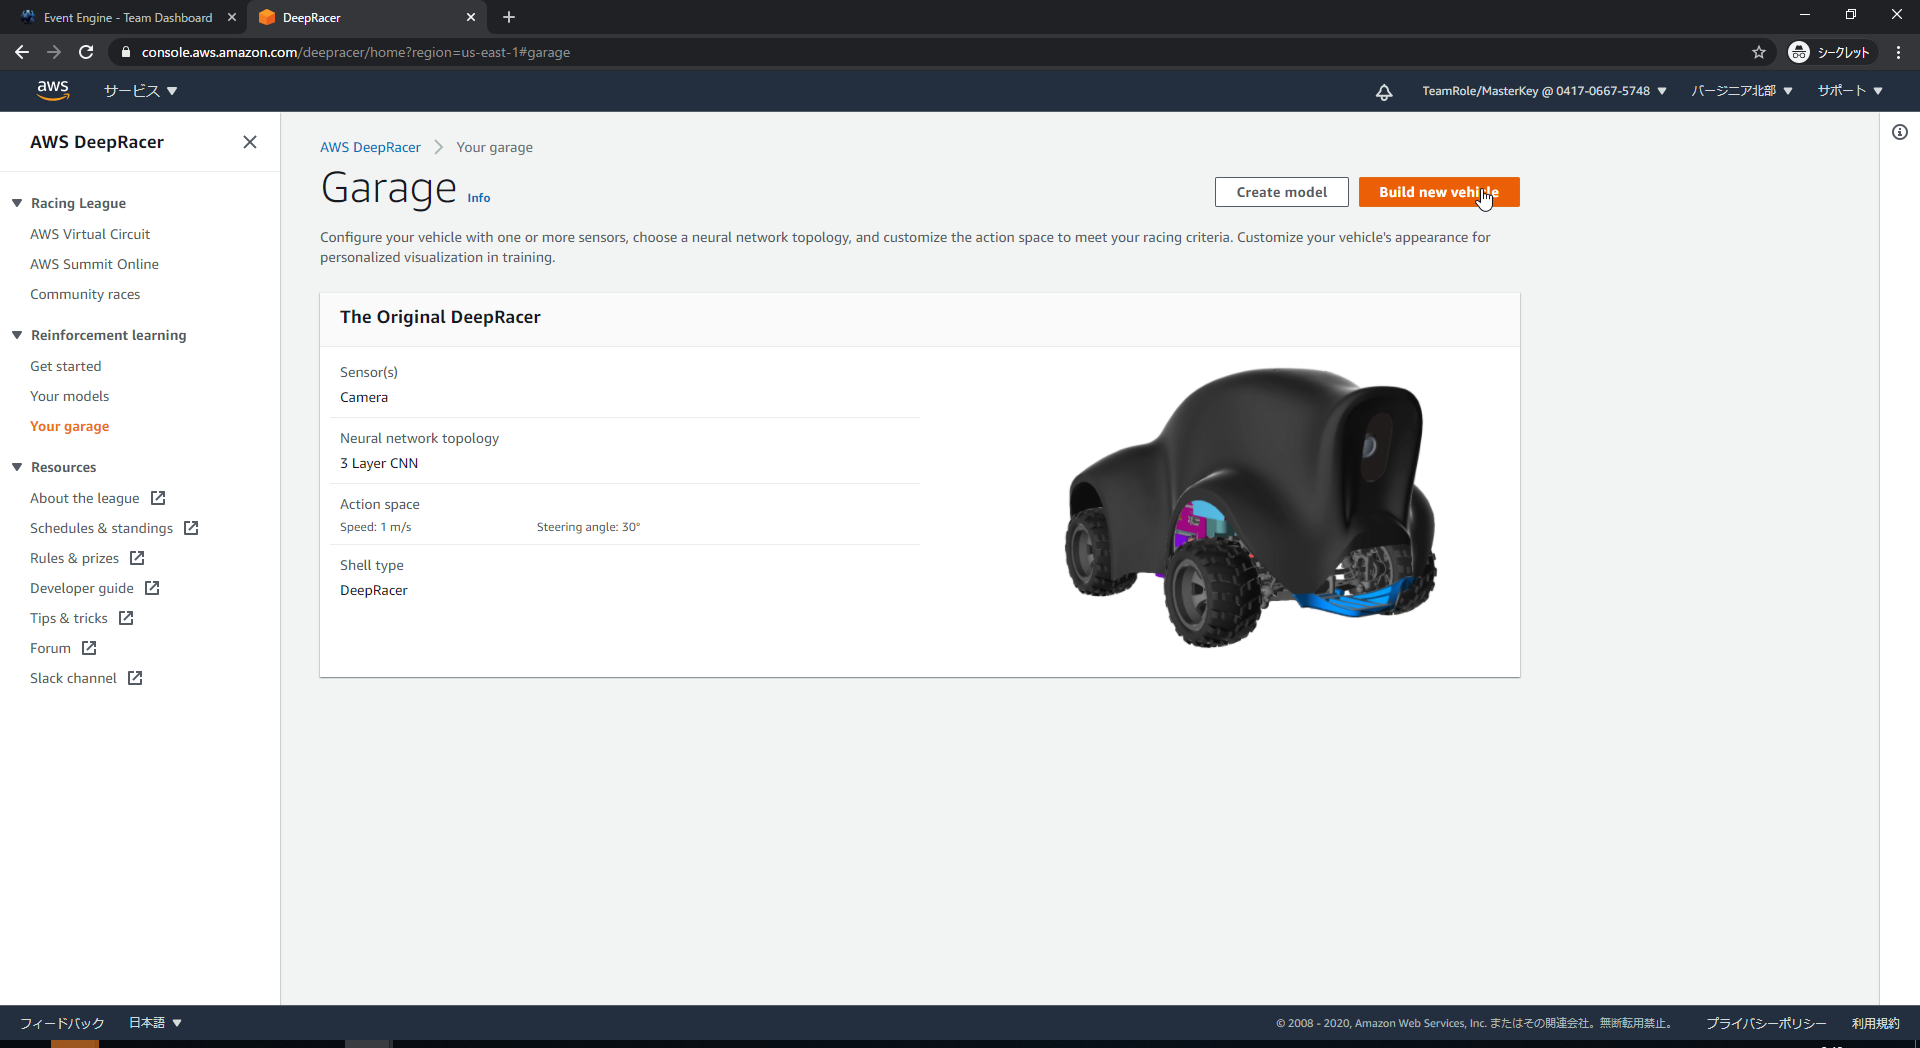 Event Engine - Team Dashboard
DeepRacer
console.aws.amazon.com/deepracer/home?region=us-east-1#garage
シークレット
aws
サービス
TeamRole/MasterKey @ 0417-0667-5748
バージニア北部
サポート
AWS DeepRacer
Racing League
AWS Virtual Circuit
AWS Summit Online
Community races
Reinforcement learning
Get started
Your models
Your garage
Resources
About the league
Schedules & standings
Rules & prizes
Developer guide
Tips & tricks
Forum
Slack channel
AWS DeepRacer
Your garage
Garage
Info
Create model
Build new vehicle
Configure your vehicle with one or more sensors, choose a neural network topology, and customize the action space to meet your racing criteria. Customize your vehicle's appearance for
personalized visualization in training.
The Original DeepRacer
Sensor(s)
Camera
Neural network topology
3 Layer CNN
Action space
Speed: 1 m/s
Steering angle: 30°
Shell type
DeepRacer
フィードバック
日本語
© 2008 - 2020, Amazon Web Services, Inc. またはその関連会社。無断転用禁止。
プライバシーポリシー
利用規約